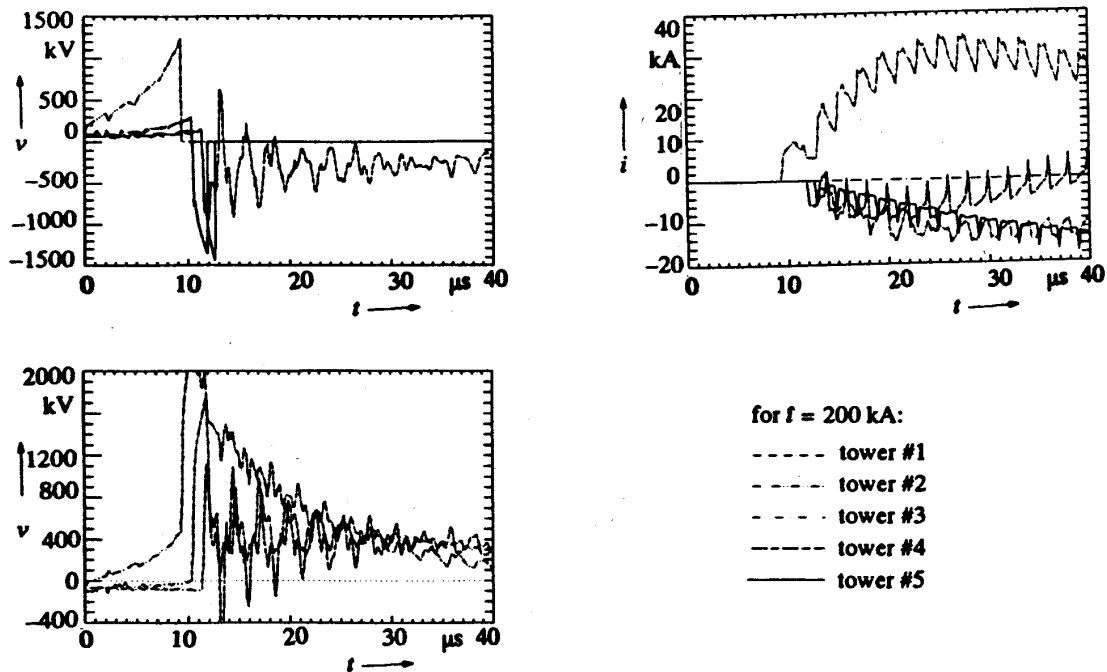 1500
kV
500
0
v
−500
−1000
−1500
0 10 20 30 μs 40
t
40
kA
20
10
i
0
−10
−20
0 10 20 30 μs 40
t
2000
kV
1200
800
v
400
0
−400
0 10 20 30 μs 40
t
for f = 200 kA:
tower #1
tower #2
tower #3
tower #4
tower #5